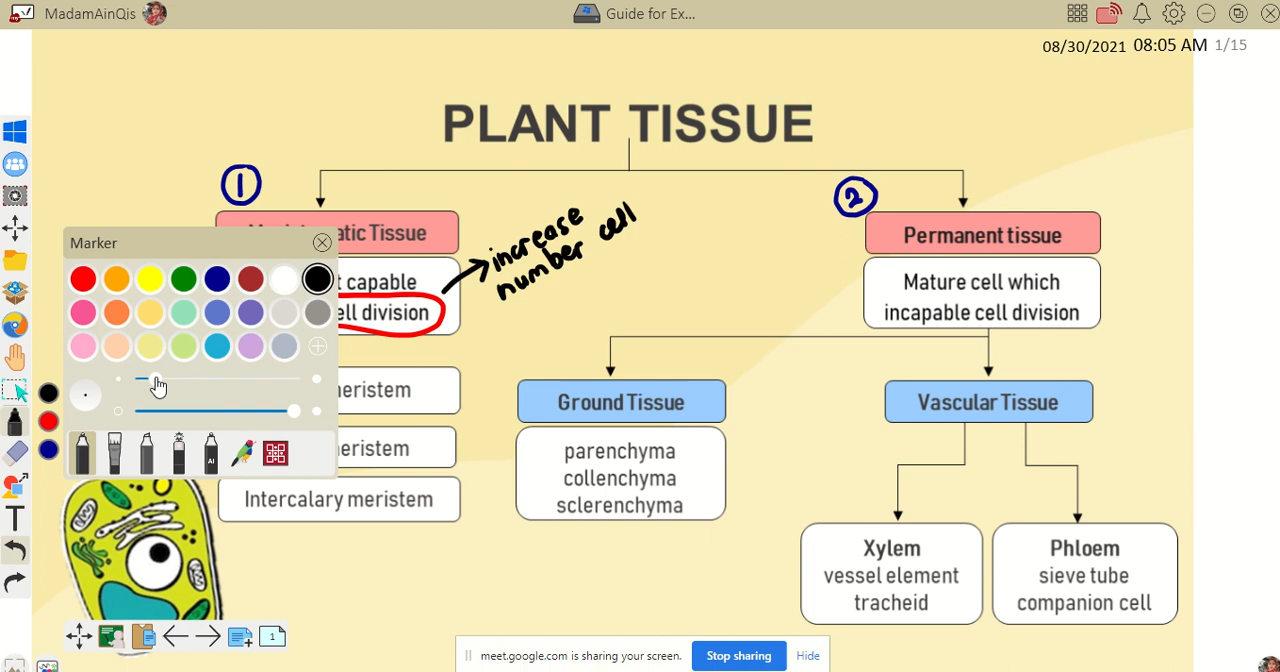 MadamAinQis
Guide for Ex...
08/30/2021 08:05 AM 1/15
PLANT TISSUE
1
2
atic Tissue
increase
number cell
Permanent tissue
Marker
t capable
ell division
Mature cell which
incapable cell division
eristem
Ground Tissue
Vascular Tissue
AI
eristem
parenchyma
collenchyma
sclerenchyma
Intercalary meristem
Xylem
vessel element
tracheid
Phloem
sieve tube
companion cell
T
1
meet.google.com is sharing your screen. Stop sharing Hide